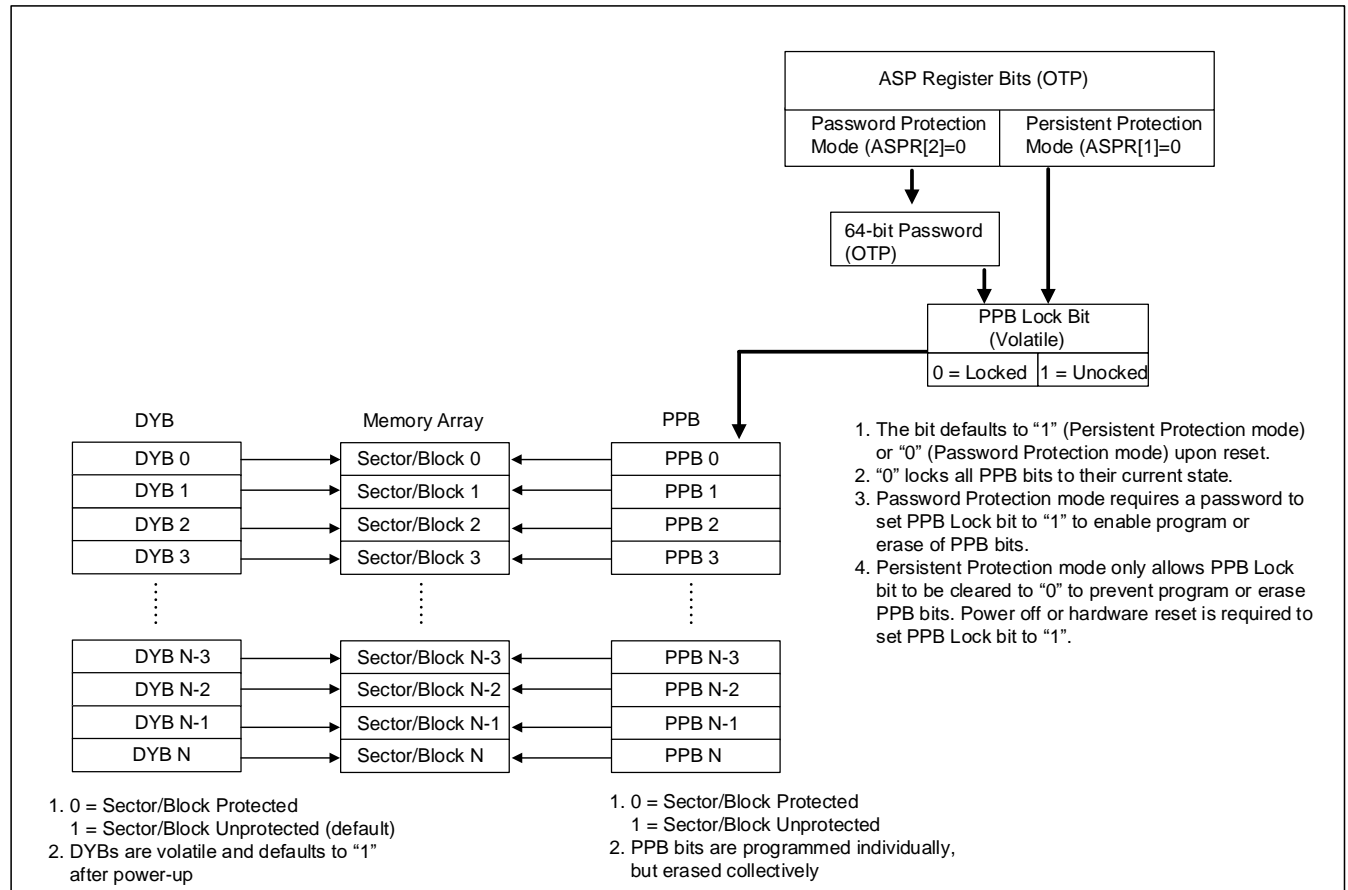 ASP Register Bits (OTP)
Password Protection
Mode (ASPR[2]=0
Persistent Protection
Mode (ASPR[1]=0
64-bit Password
(OTP)
PPB Lock Bit
(Volatile)
0 = Locked
1 = Unocked
1. The bit defaults to “1” (Persistent Protection mode)
or “0” (Password Protection mode) upon reset.
2. “0” locks all PPB bits to their current state.
3. Password Protection mode requires a password to
set PPB Lock bit to “1” to enable program or
erase of PPB bits.
4. Persistent Protection mode only allows PPB Lock
bit to be cleared to “0” to prevent program or erase
PPB bits. Power off or hardware reset is required to
set PPB Lock bit to “1”.
DYB
Memory Array
PPB
DYB 0
Sector/Block 0
PPB 0
DYB 1
Sector/Block 1
PPB 1
DYB 2
Sector/Block 2
PPB 2
DYB 3
Sector/Block 3
PPB 3
DYB N-3
Sector/Block N-3
PPB N-3
DYB N-2
Sector/Block N-2
PPB N-2
DYB N-1
Sector/Block N-1
PPB N-1
DYB N
Sector/Block N
PPB N
1. 0 = Sector/Block Protected
1 = Sector/Block Unprotected (default)
2. DYBs are volatile and defaults to “1”
after power-up
1. 0 = Sector/Block Protected
1 = Sector/Block Unprotected
2. PPB bits are programmed individually,
but erased collectively